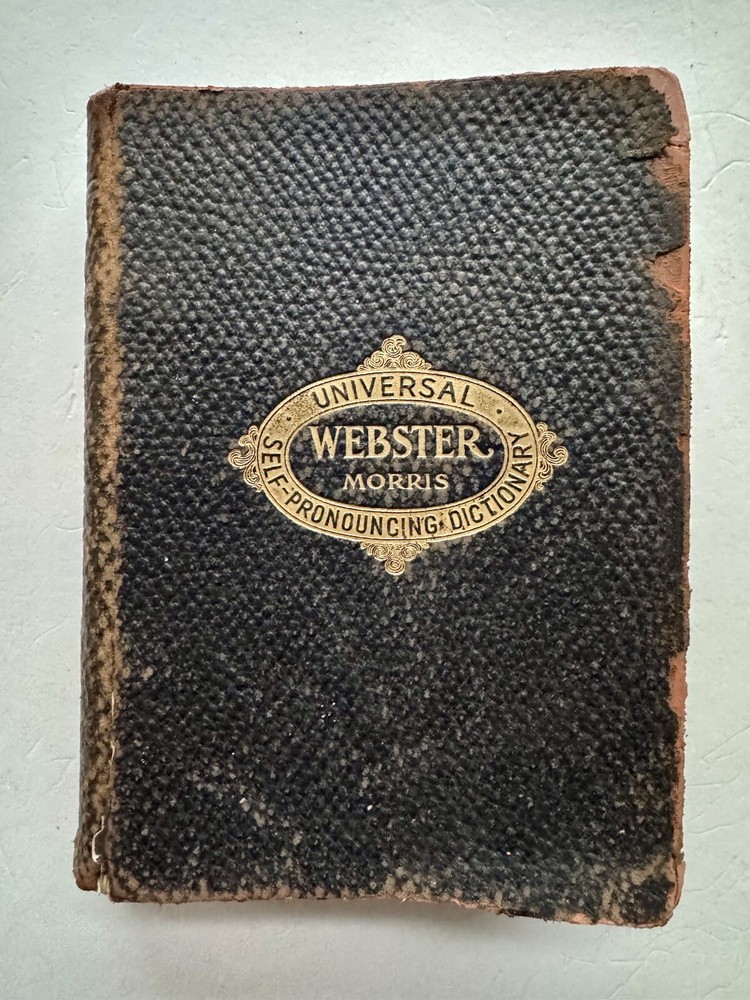 UNIVERSAL
WEBSTER
MORRIS
SELF-PRONOUNCING DICTIONARY